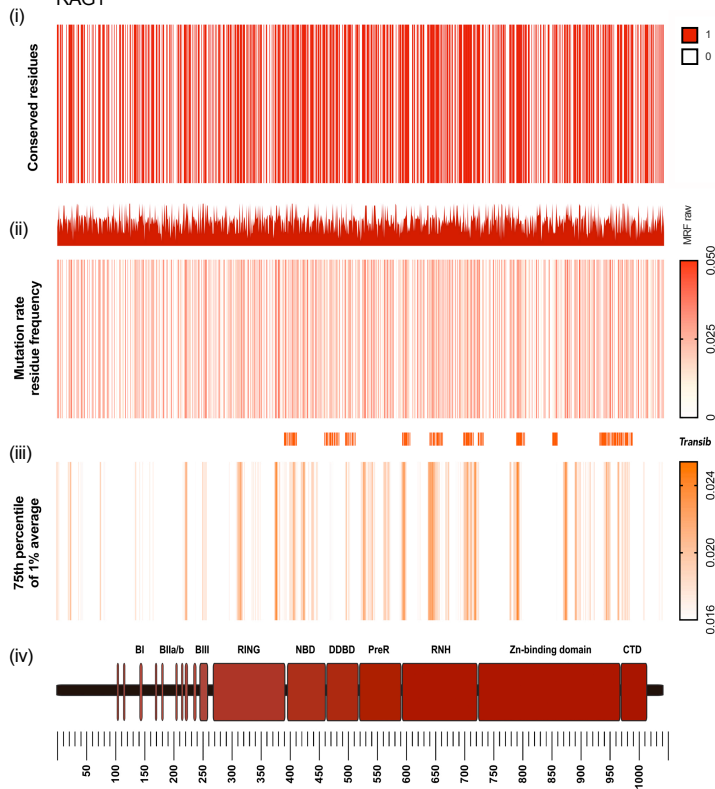 RAG1
(i)
Conserved residues
1
0
(ii)
MRF raw
Mutation rate
residue frequency
0.050
0.025
0
Transib
(iii)
75th percentile
of 1% average
0.024
0.020
0.016
(iv)
BI BIIa/b BIII RING NBD DDBD PreR RNH Zn-binding domain CTD
50 100 150 200 250 300 350 400 450 500 550 600 650 700 750 800 850 900 950 1000